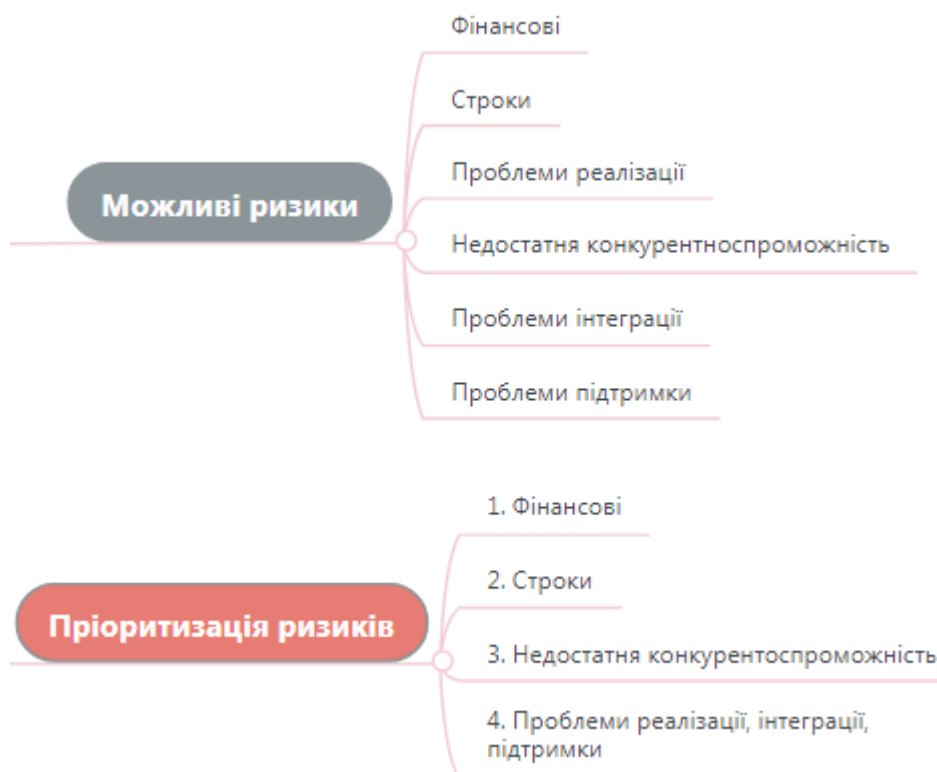 Фінансові
Строки
Проблеми реалізації
Можливі ризики
Недостатня конкурентноспроможність
Проблеми інтеграції
Проблеми підтримки
1. Фінансові
2. Строки
Пріоритизація ризиків
3. Недостатня конкурентоспроможність
4. Проблеми реалізації, інтеграції,
підтримки